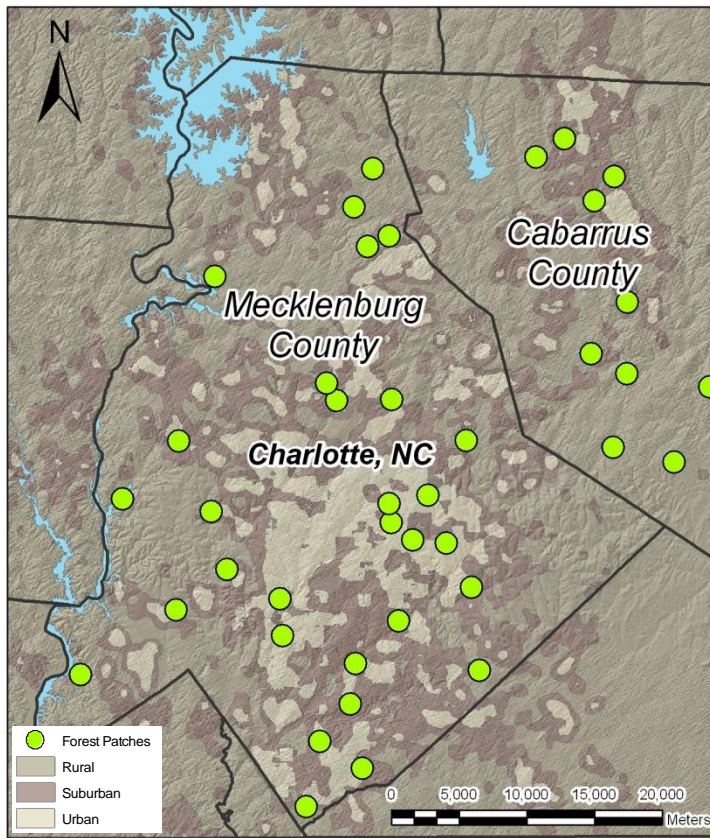 N
Cabarrus
County
Mecklenburg
County
Charlotte, NC
Forest Patches
Rural
Suburban
Urban
0 5,000 10,000 15,000 20,000
Meters